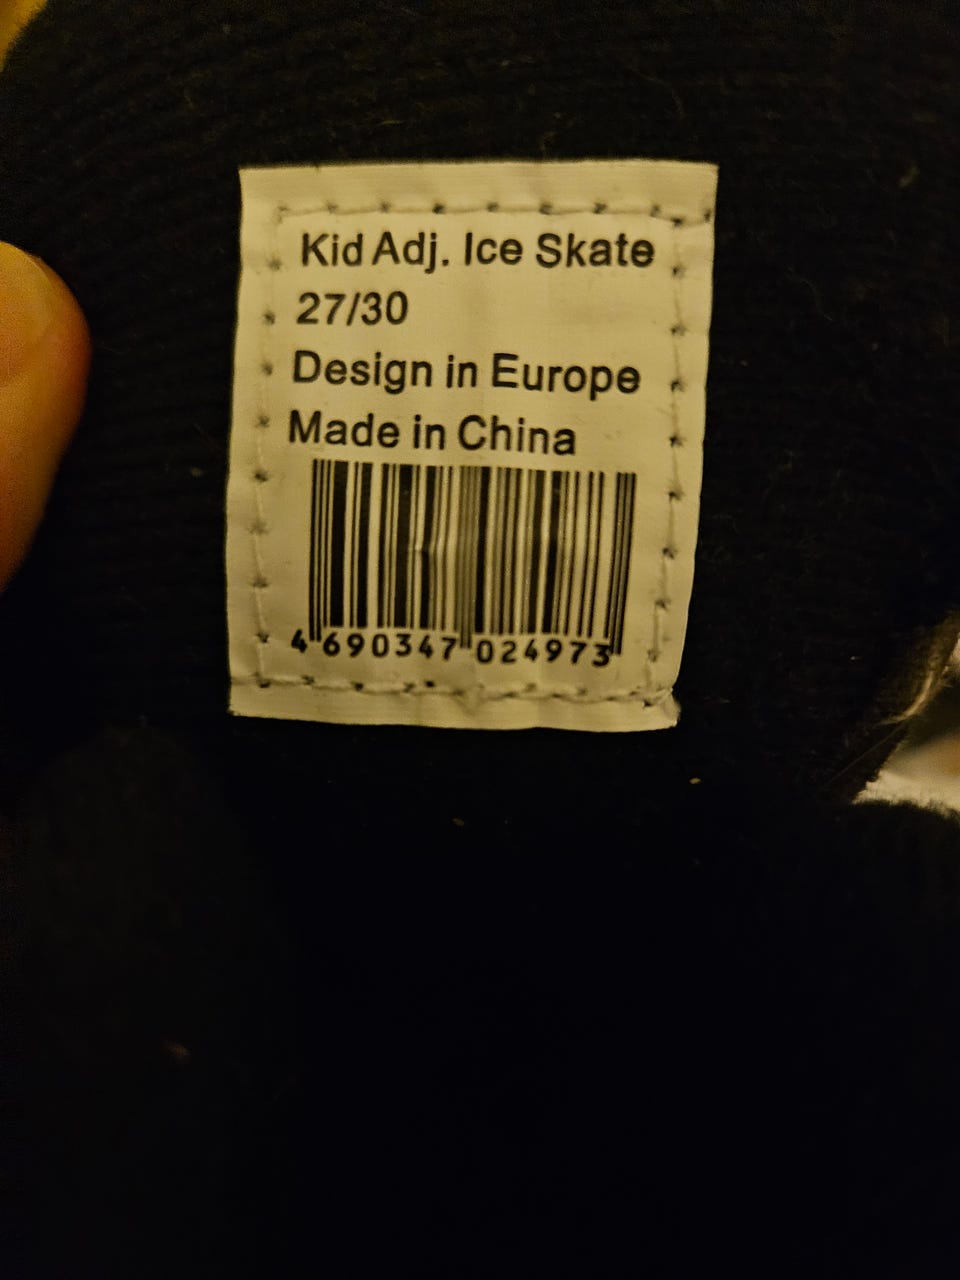 Kid Adj. Ice Skate
27/30
Design in Europe
Made in China
4 690347 024973